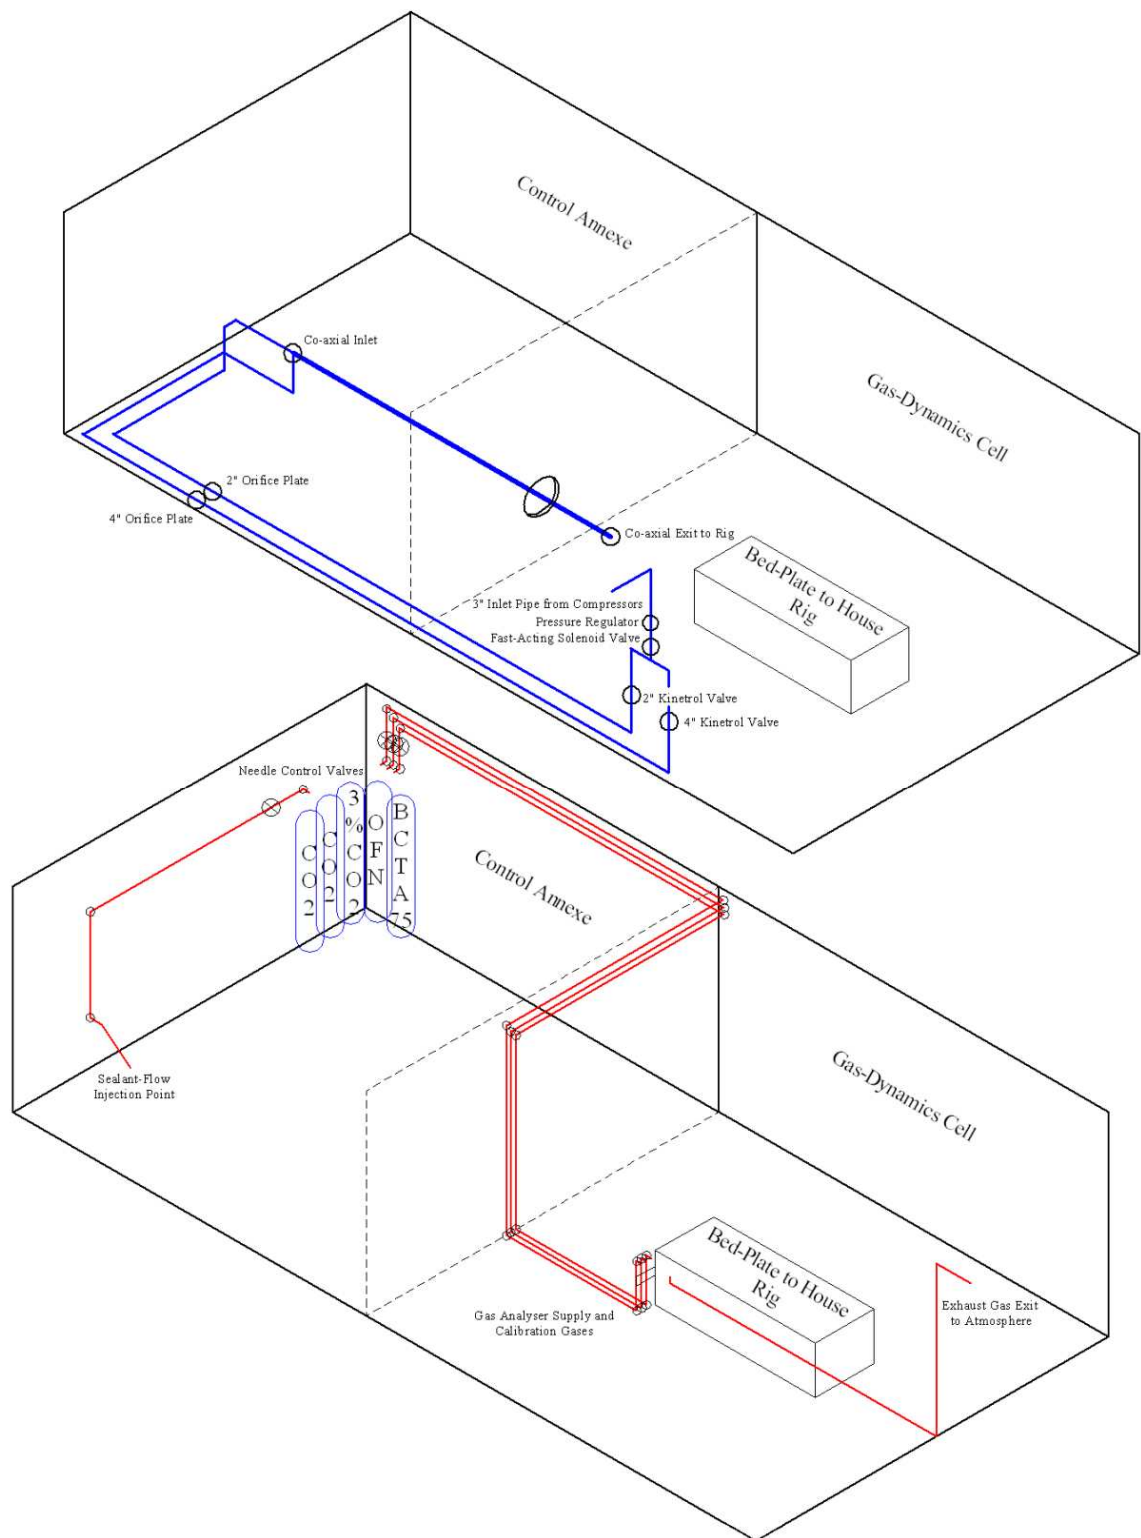 Control Annexe
Gas-Dynamics Cell
Co-axial Inlet
2" Orifice Plate
4" Orifice Plate
Co-axial Exit to Rig
Bed-Plate to House
Rig
3" Inlet Pipe from Compressors
Pressure Regulator
Fast-Acting Solenoid Valve
2" Kinetrol Valve
4" Kinetrol Valve
Needle Control Valves
CO2
CO2
3% CO2
OFN
BCTA 75
Control Annexe
Gas-Dynamics Cell
Sealant-Flow
Injection Point
Bed-Plate to House
Rig
Gas Analyser Supply and
Calibration Gases
Exhaust Gas Exit
to Atmosphere